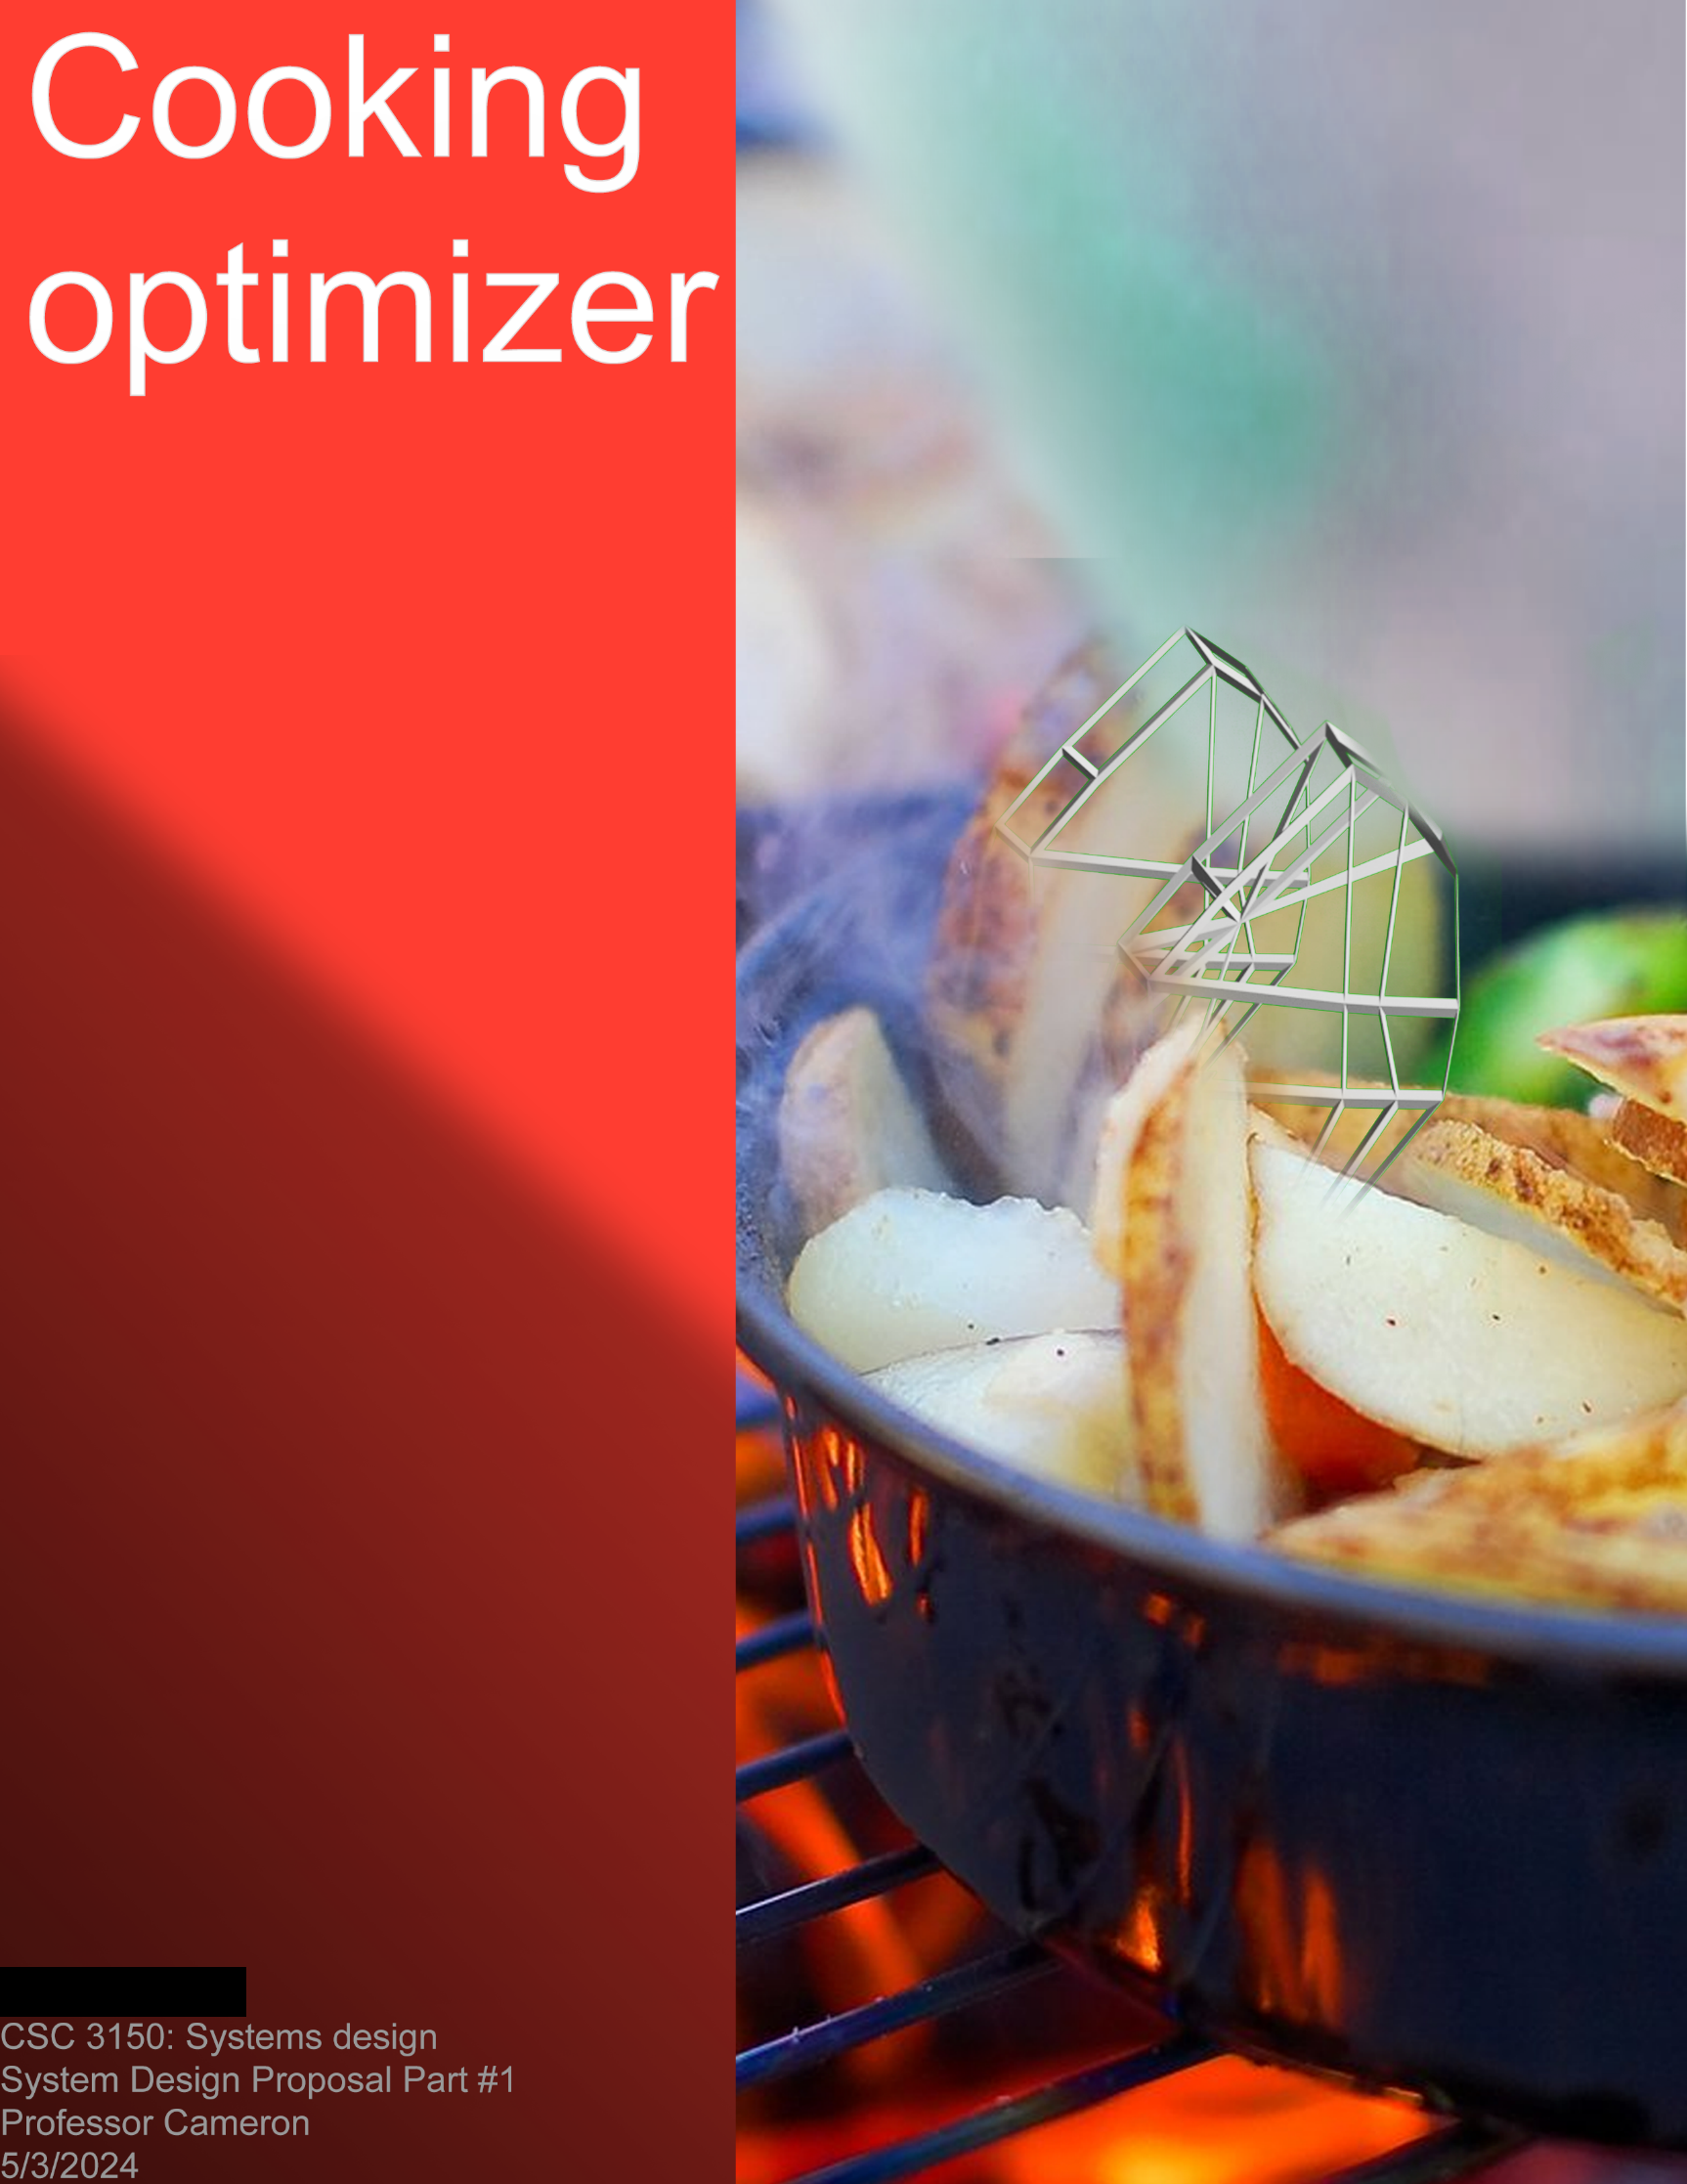 Cooking
optimizer
CSC 3150: Systems design
System Design Proposal Part #1
Professor Cameron
5/3/2024